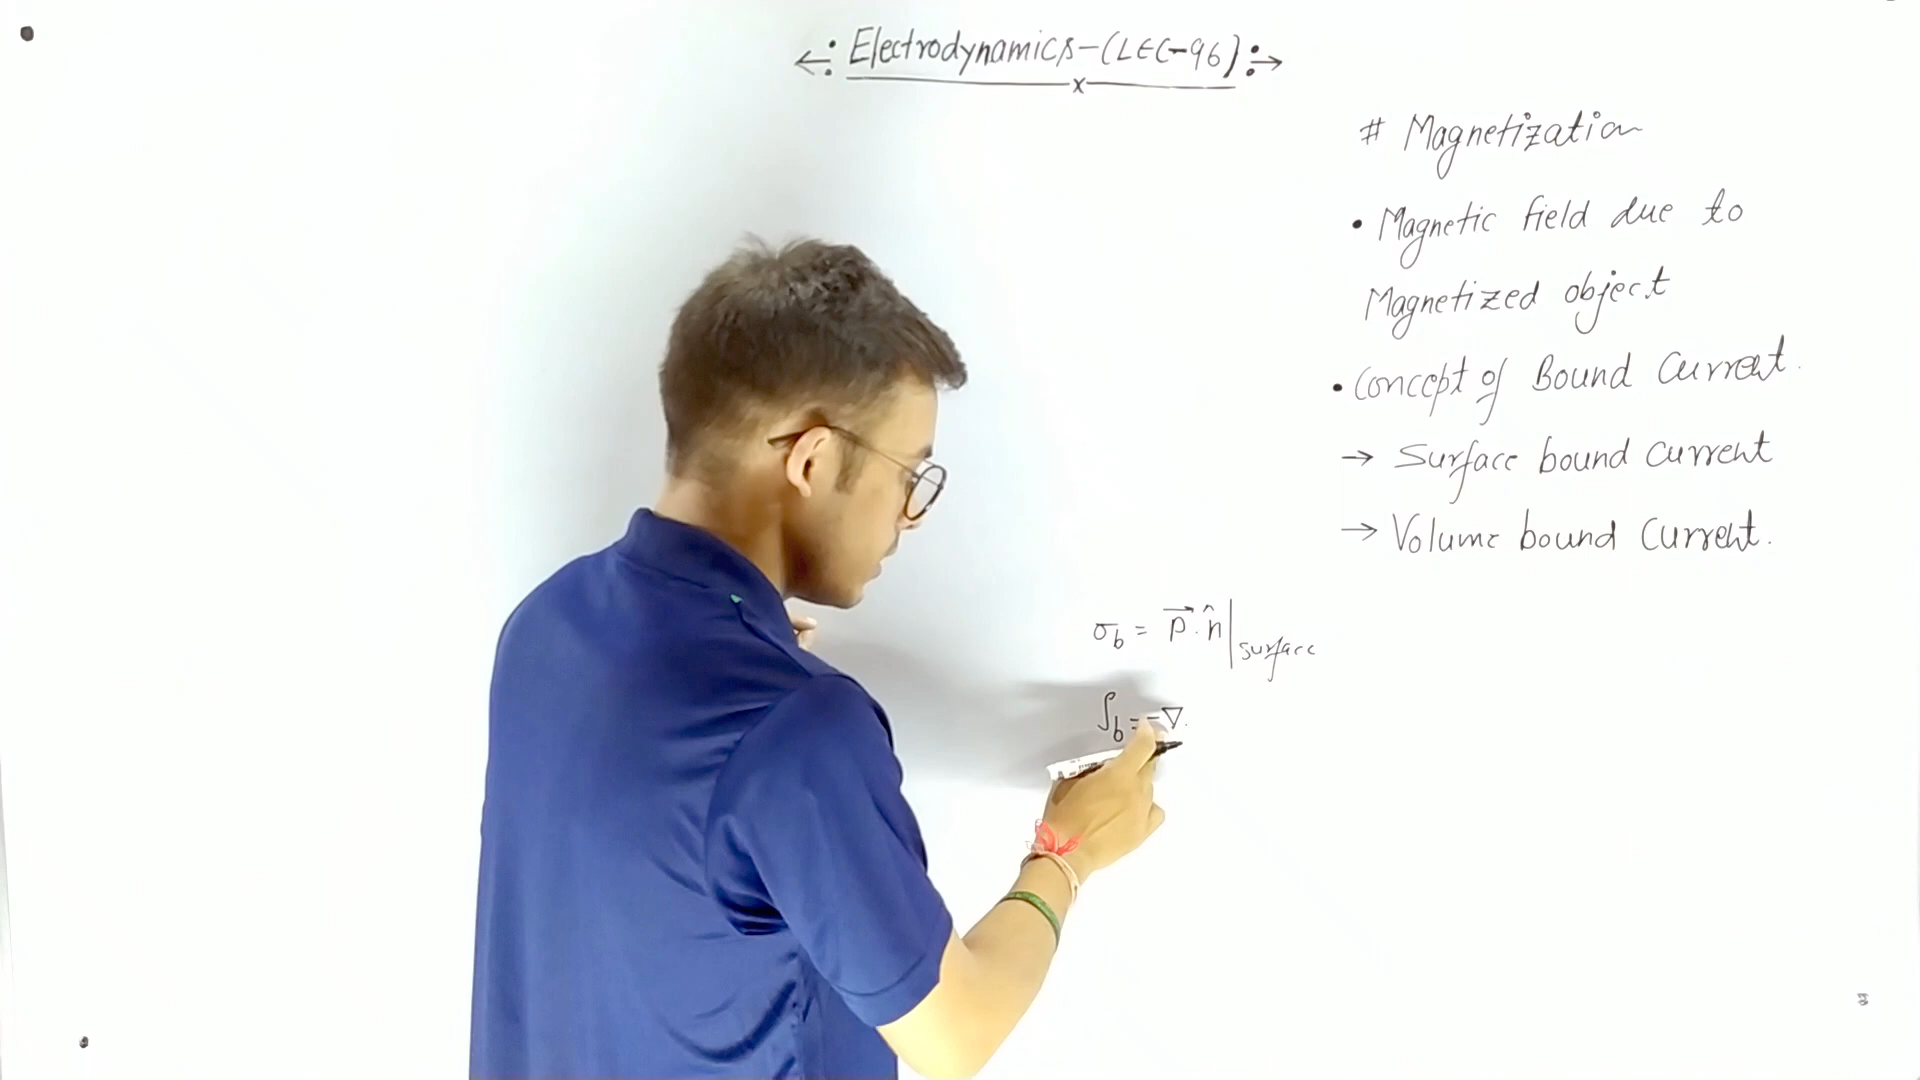 Electrodynamics-(LEC-96)
# Magnetization
• Magnetic field due to
Magnetized object
• Concept of Bound Current.
→ Surface bound current
→ Volume bound current.
σ_b = P⃗.n̂|surface
ρ_b = -∇.